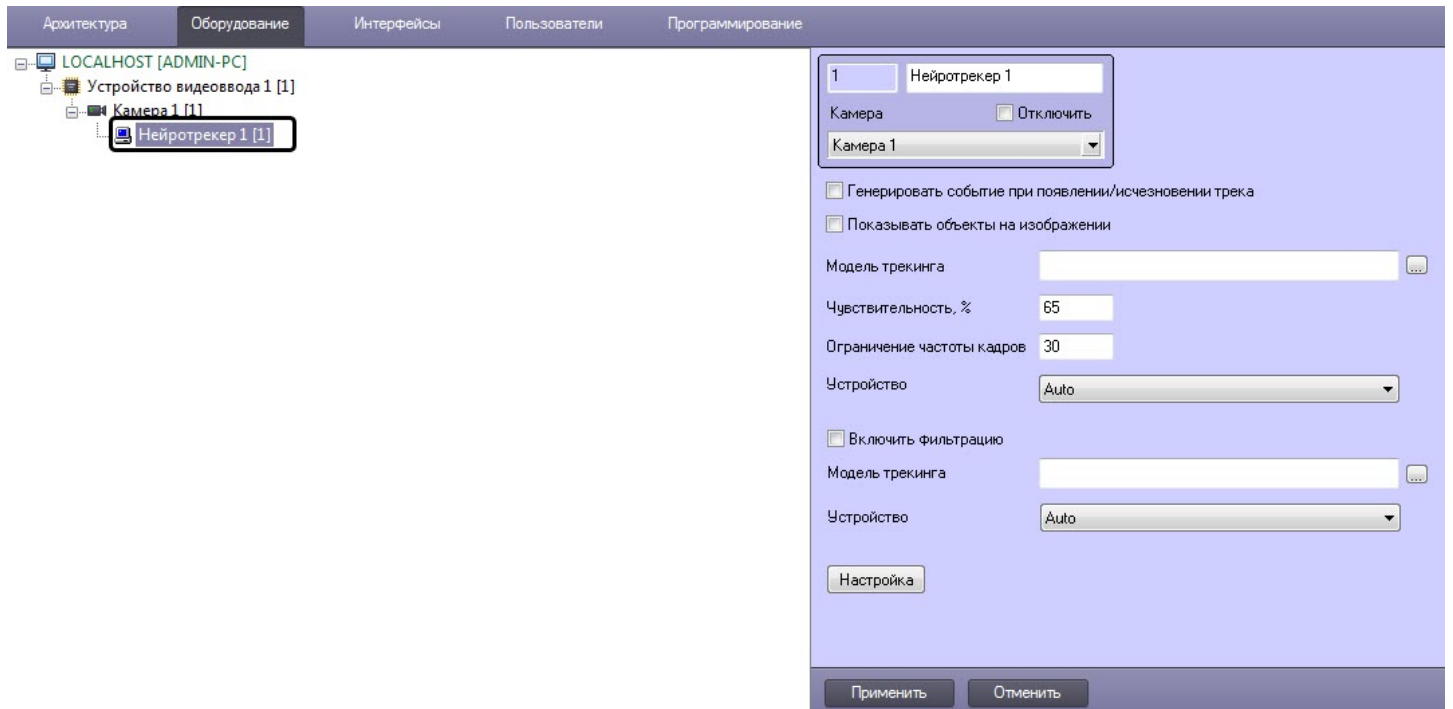 Архитектура Оборудование Интерфейсы Пользователи Программирование
LOCALHOST [ADMIN-PC]
Устройство видеоввода 1 [1]
Камера 1 [1]
Нейротрекер 1 [1]
1 Нейротрекер 1
Камера Отключить
Камера 1
Генерировать событие при появлении/исчезновении трека
Показывать объекты на изображении
Модель трекинга ...
Чувствительность, % 65
Ограничение частоты кадров 30
Устройство Auto
Включить фильтрацию
Модель трекинга ...
Устройство Auto
Настройка
Применить Отменить